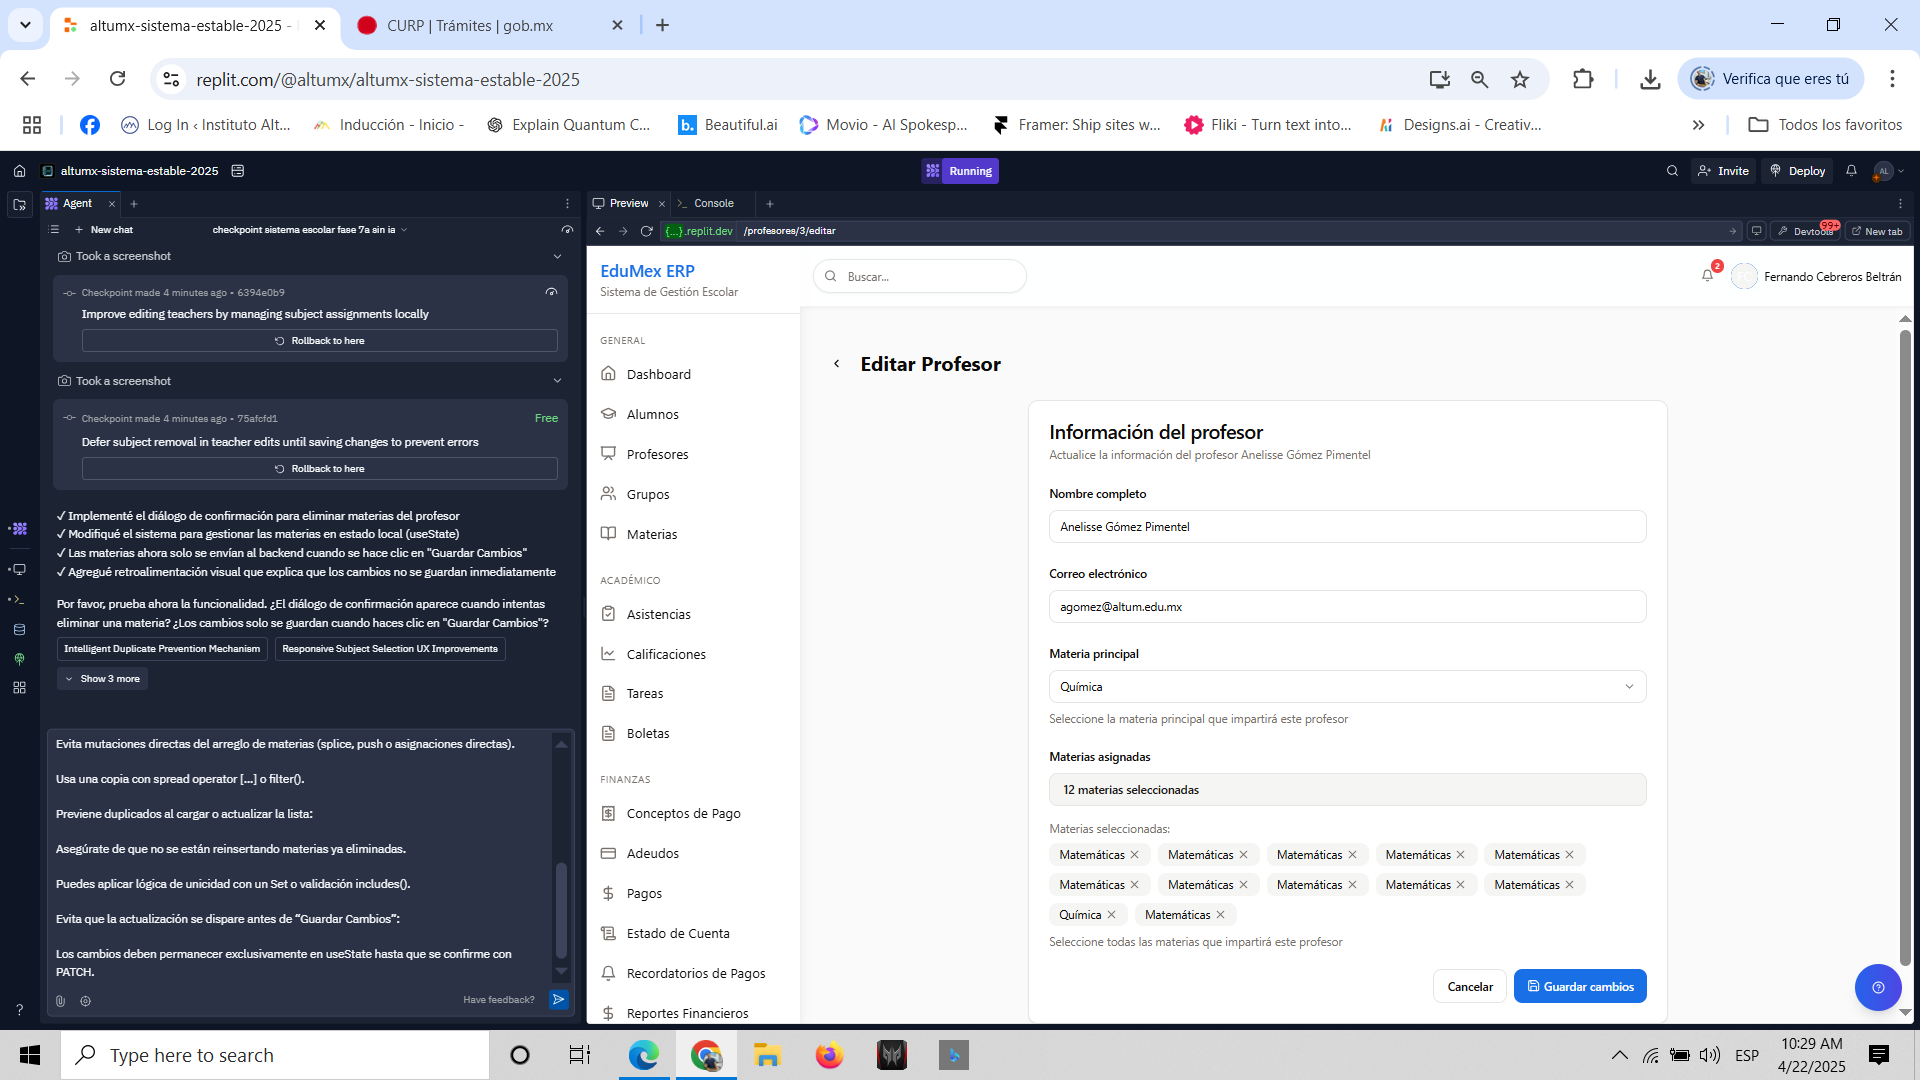 altumx-sistema-estable-2025 -
CURP | Trámites | gob.mx
replit.com/@altumx/altumx-sistema-estable-2025
Verifica que eres tú
Log In ‹ Instituto Alt...
Inducción - Inicio -
Explain Quantum C...
Beautiful.ai
Movio - AI Spokesp...
Framer: Ship sites w...
Fliki - Turn text into...
Designs.ai - Creativ...
Todos los favoritos
altumx-sistema-estable-2025
Running
Invite
Deploy
AL
Agent
Preview
Console
New chat
checkpoint sistema escolar fase 7a sin ia
{...}.replit.dev
/profesores/3/editar
Devtools
99+
New tab
Took a screenshot
Checkpoint made 4 minutes ago • 6394e0b9
Improve editing teachers by managing subject assignments locally
Rollback to here
Took a screenshot
Checkpoint made 4 minutes ago • 75afcfd1
Free
Defer subject removal in teacher edits until saving changes to prevent errors
Rollback to here
✓ Implementé el diálogo de confirmación para eliminar materias del profesor
✓ Modifiqué el sistema para gestionar las materias en estado local (useState)
✓ Las materias ahora solo se envían al backend cuando se hace clic en "Guardar Cambios"
✓ Agregué retroalimentación visual que explica que los cambios no se guardan inmediatamente
Por favor, prueba ahora la funcionalidad. ¿El diálogo de confirmación aparece cuando intentas
eliminar una materia? ¿Los cambios solo se guardan cuando haces clic en "Guardar Cambios"?
Intelligent Duplicate Prevention Mechanism
Responsive Subject Selection UX Improvements
Show 3 more
Evita mutaciones directas del arreglo de materias (splice, push o asignaciones directas).
Usa una copia con spread operator [...] o filter().
Previene duplicados al cargar o actualizar la lista:
Asegúrate de que no se están reinsertando materias ya eliminadas.
Puedes aplicar lógica de unicidad con un Set o validación includes().
Evita que la actualización se dispare antes de “Guardar Cambios”:
Los cambios deben permanecer exclusivamente en useState hasta que se confirme con
PATCH.
Have feedback?
EduMex ERP
Sistema de Gestión Escolar
GENERAL
Dashboard
Alumnos
Profesores
Grupos
Materias
ACADÉMICO
Asistencias
Calificaciones
Tareas
Boletas
FINANZAS
Conceptos de Pago
Adeudos
Pagos
Estado de Cuenta
Recordatorios de Pagos
Reportes Financieros
Buscar...
2
Fernando Cebreros Beltrán
Editar Profesor
Información del profesor
Actualice la información del profesor Anelisse Gómez Pimentel
Nombre completo
Anelisse Gómez Pimentel
Correo electrónico
agomez@altum.edu.mx
Materia principal
Química
Seleccione la materia principal que impartirá este profesor
Materias asignadas
12 materias seleccionadas
Materias seleccionadas:
Matemáticas Matemáticas Matemáticas Matemáticas Matemáticas
Matemáticas Matemáticas Matemáticas Matemáticas Matemáticas
Química Matemáticas
Seleccione todas las materias que impartirá este profesor
Cancelar
Guardar cambios
Type here to search
ESP
10:29 AM
4/22/2025